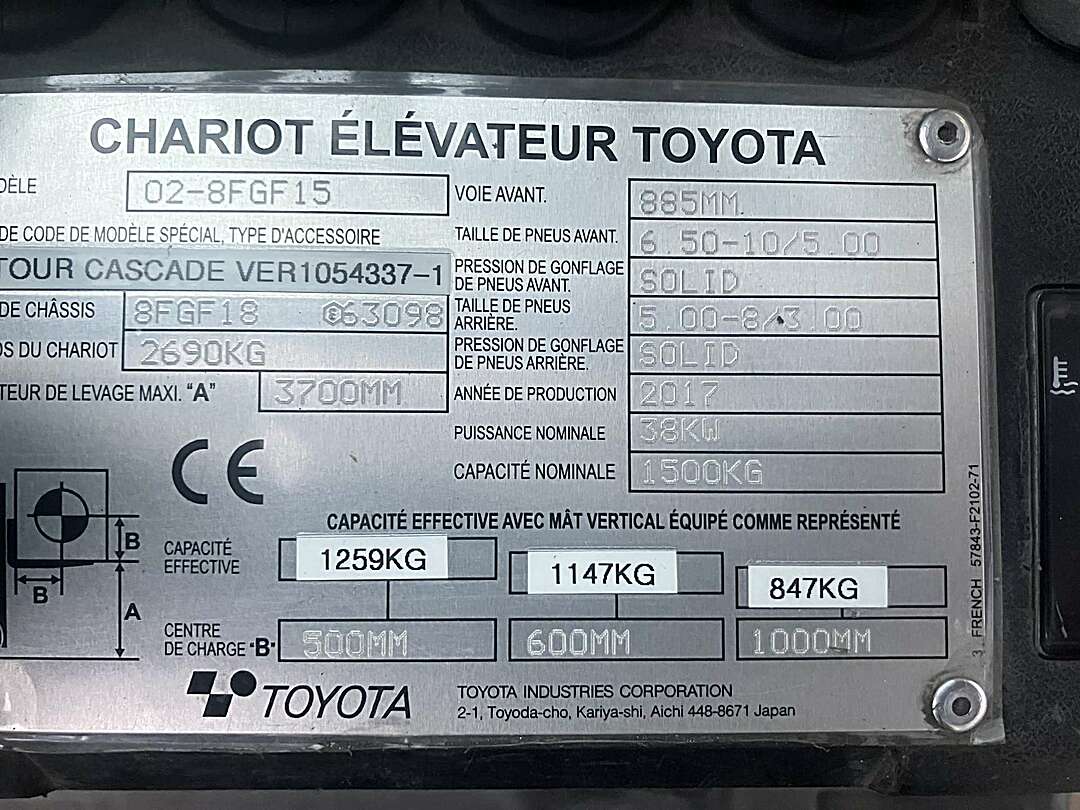 CHARIOT ÉLÉVATEUR TOYOTA
DÈLE 02-8FGF15 VOIE AVANT. 885MM
DE CODE DE MODÈLE SPÉCIAL, TYPE D'ACCESSOIRE TAILLE DE PNEUS AVANT. 6.50-10/5.00
TOUR CASCADE VER1054337-1 PRESSION DE GONFLAGE DE PNEUS AVANT. SOLID
DE CHÂSSIS 8FGF18 63098 TAILLE DE PNEUS ARRIÈRE. 5.00-8/3.00
DS DU CHARIOT 2690KG PRESSION DE GONFLAGE DE PNEUS ARRIÈRE. SOLID
TEUR DE LEVAGE MAXI. "A" 3700MM ANNÉE DE PRODUCTION 2017
PUISSANCE NOMINALE 38KW
CAPACITÉ NOMINALE 1500KG
CE
CAPACITÉ EFFECTIVE AVEC MÂT VERTICAL ÉQUIPÉ COMME REPRÉSENTÉ
B
B
A
CAPACITÉ EFFECTIVE 1259KG 1147KG 847KG
CENTRE DE CHARGE "B" 500MM 600MM 1000MM
TOYOTA
TOYOTA INDUSTRIES CORPORATION
2-1, Toyoda-cho, Kariya-shi, Aichi 448-8671 Japan
3 FRENCH 57843-F2102-71